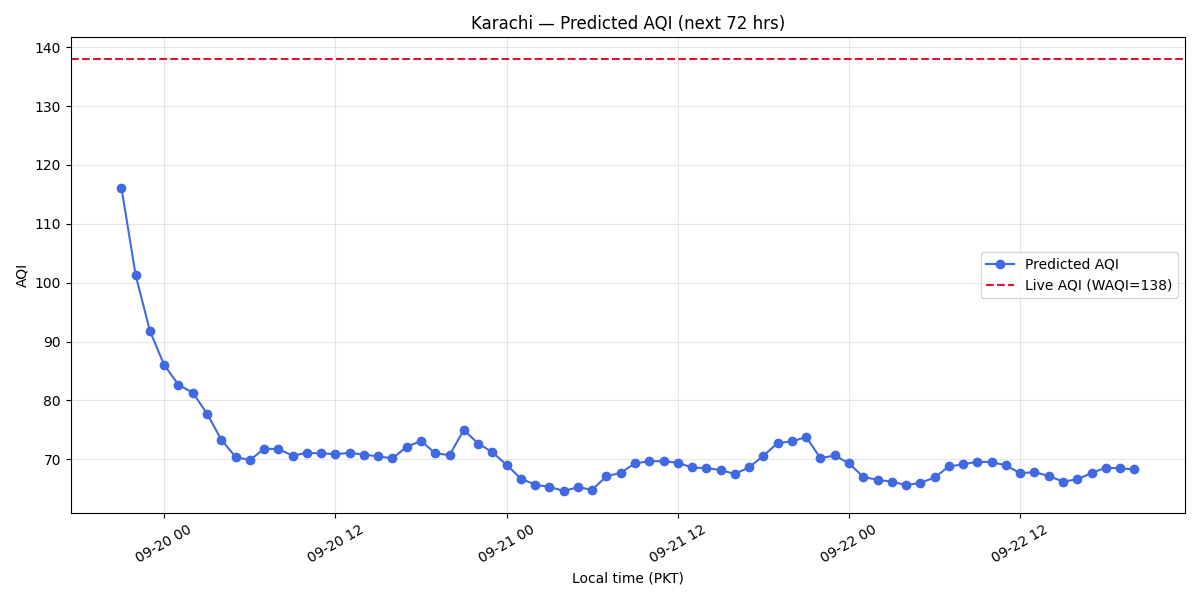 Karachi — Predicted AQI (next 72 hrs)
140
130
120
110
100
90
80
70
AQI
Predicted AQI
Live AQI (WAQI=138)
09-20 00
09-20 12
09-21 00
09-21 12
09-22 00
09-22 12
Local time (PKT)